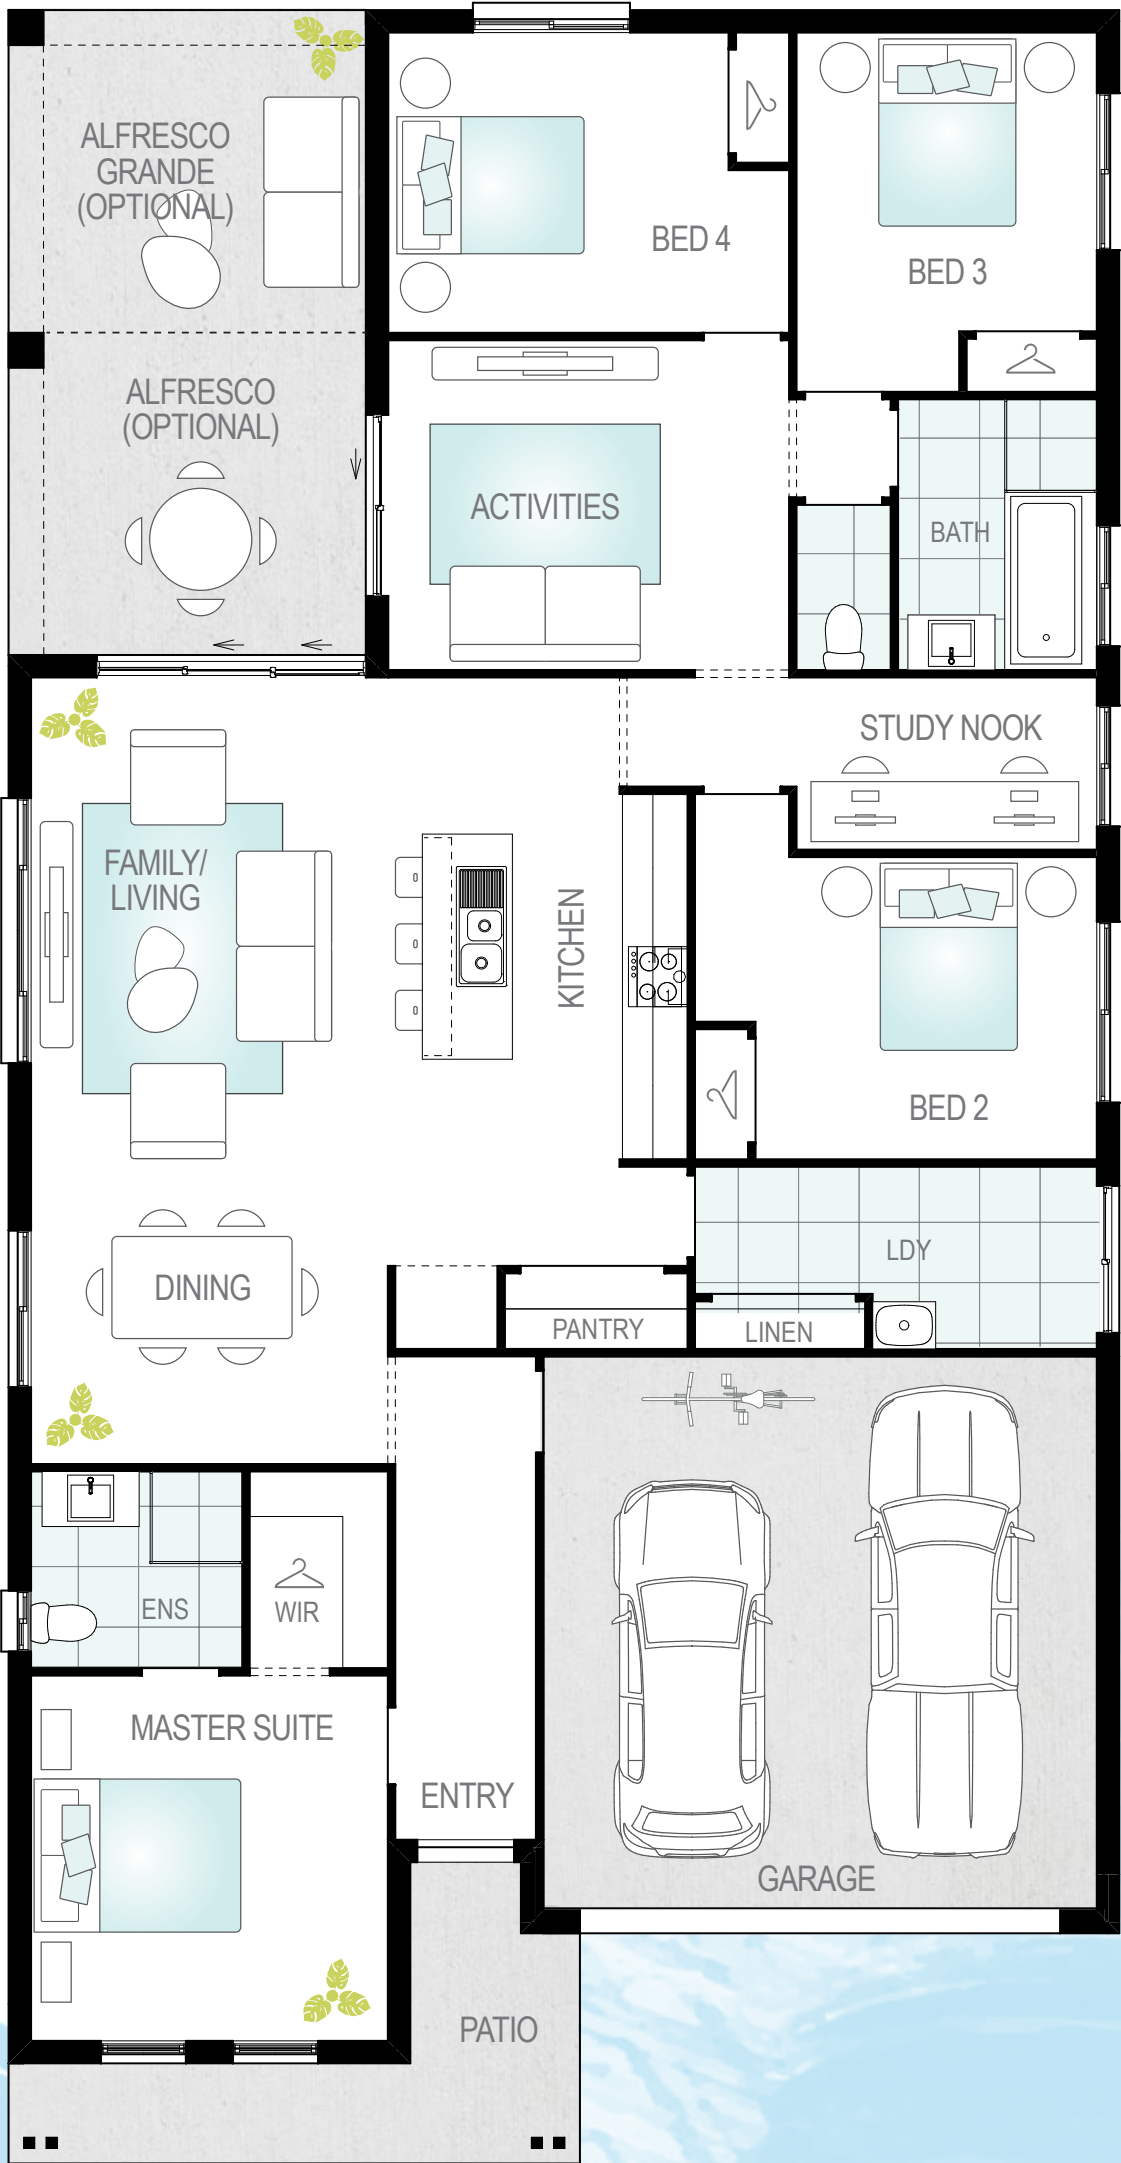 ALFRESCO
GRANDE
(OPTIONAL)
BED 4
BED 3
ALFRESCO
(OPTIONAL)
ACTIVITIES
BATH
STUDY NOOK
FAMILY/
LIVING
KITCHEN
BED 2
LDY
DINING
PANTRY
LINEN
ENS
WIR
MASTER SUITE
ENTRY
GARAGE
PATIO